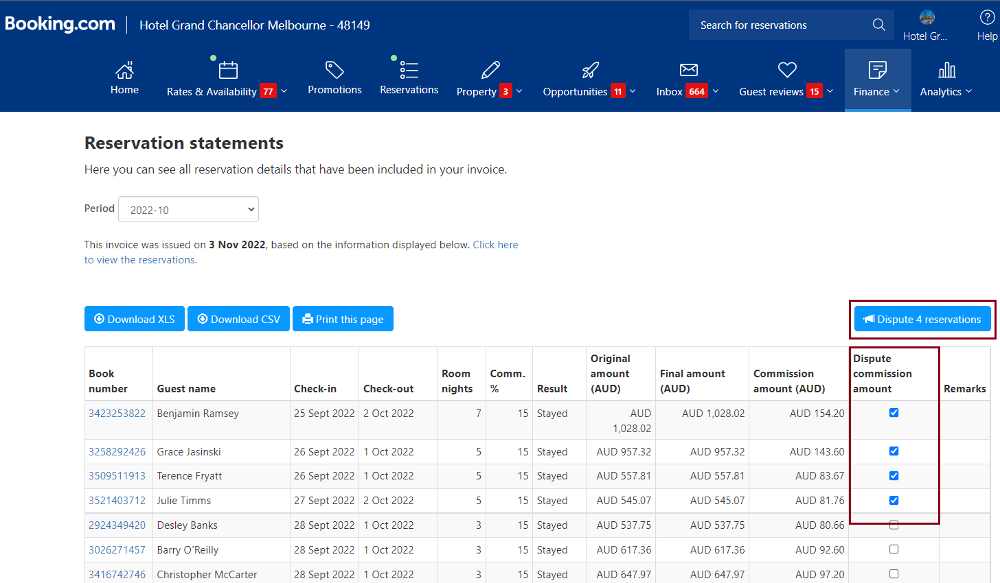 Booking.com
Hotel Grand Chancellor Melbourne - 48149
Search for reservations
Hotel Gr...
Help
Home
Rates & Availability 77
Promotions
Reservations
Property 3
Opportunities 11
Inbox 664
Guest reviews 15
Finance
Analytics
Reservation statements
Here you can see all reservation details that have been included in your invoice.
Period 2022-10
This invoice was issued on 3 Nov 2022, based on the information displayed below. Click here
to view the reservations.
Download XLS Download CSV Print this page Dispute 4 reservations
Book number Guest name Check-in Check-out Room nights Comm. % Result Original amount (AUD) Final amount (AUD) Commission amount (AUD) Dispute commission amount Remarks
3423253822 Benjamin Ramsey 25 Sept 2022 2 Oct 2022 7 15 Stayed AUD 1,028.02 AUD 1,028.02 AUD 154.20
3258292426 Grace Jasinski 26 Sept 2022 1 Oct 2022 5 15 Stayed AUD 957.32 AUD 957.32 AUD 143.60
3509511913 Terence Fryatt 26 Sept 2022 1 Oct 2022 5 15 Stayed AUD 557.81 AUD 557.81 AUD 83.67
3521403712 Julie Timms 27 Sept 2022 2 Oct 2022 5 15 Stayed AUD 545.07 AUD 545.07 AUD 81.76
2924349420 Desley Banks 28 Sept 2022 1 Oct 2022 3 15 Stayed AUD 537.75 AUD 537.75 AUD 80.66
3026271457 Barry O'Reilly 28 Sept 2022 1 Oct 2022 3 15 Stayed AUD 617.36 AUD 617.36 AUD 92.60
3416742746 Christopher McCarter 28 Sept 2022 1 Oct 2022 3 15 Stayed AUD 647.97 AUD 647.97 AUD 97.20